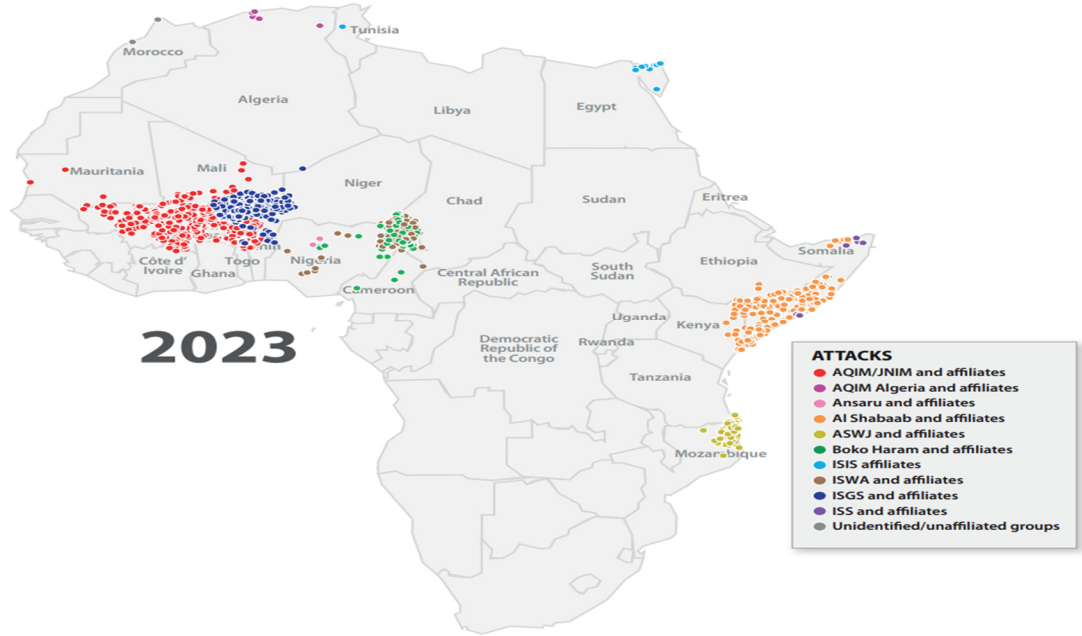 Tunisia
Morocco
Algeria
Libya
Egypt
Mauritania
Mali
Niger
Chad
Sudan
Eritrea
Côte d'
Ivoire
Ghana
Togo
nin
Nigeria
Cameroon
Central African
Republic
South
Sudan
Ethiopia
Somalia
Uganda
Kenya
Democratic
Republic of
the Congo
Rwanda
Tanzania
Mozambique
2023
ATTACKS
AQIM/JNIM and affiliates
AQIM Algeria and affiliates
Ansaru and affiliates
Al Shabaab and affiliates
ASWJ and affiliates
Boko Haram and affiliates
ISIS affiliates
ISWA and affiliates
ISGS and affiliates
ISS and affiliates
Unidentified/unaffiliated groups